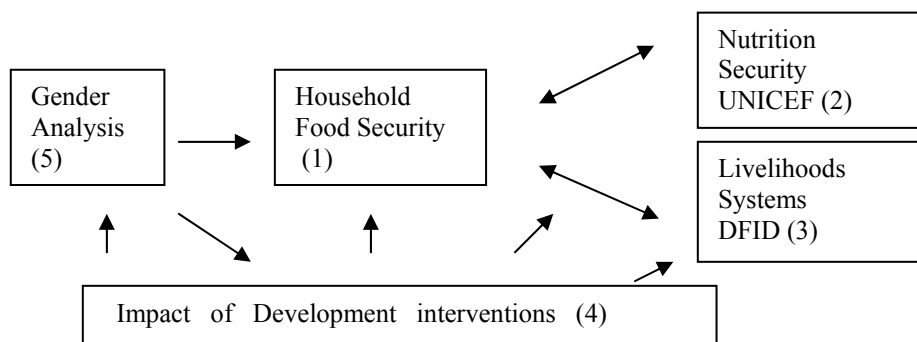 Gender
Analysis
(5)
Household
Food Security
(1)
Nutrition
Security
UNICEF (2)
Livelihoods
Systems
DFID (3)
Impact of Development interventions (4)